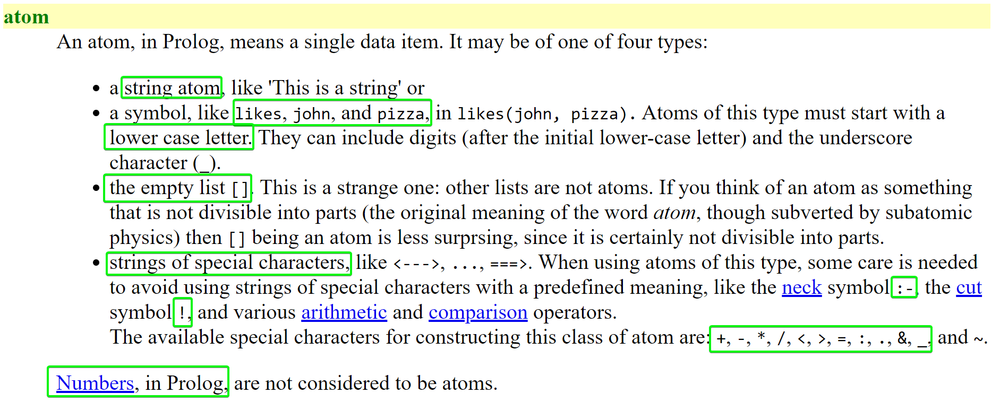 atom
An atom, in Prolog, means a single data item. It may be of one of four types:
• a string atom, like 'This is a string' or
• a symbol, like likes, john, and pizza, in likes(john, pizza). Atoms of this type must start with a
lower case letter. They can include digits (after the initial lower-case letter) and the underscore
character (_).
• the empty list []. This is a strange one: other lists are not atoms. If you think of an atom as something
that is not divisible into parts (the original meaning of the word atom, though subverted by subatomic
physics) then [] being an atom is less surprsing, since it is certainly not divisible into parts.
• strings of special characters, like <--->, ..., ===>. When using atoms of this type, some care is needed
to avoid using strings of special characters with a predefined meaning, like the neck symbol :-, the cut
symbol !, and various arithmetic and comparison operators.
The available special characters for constructing this class of atom are: +, -, *, /, <, >, =, :, ., &, _, and ~.
Numbers, in Prolog, are not considered to be atoms.